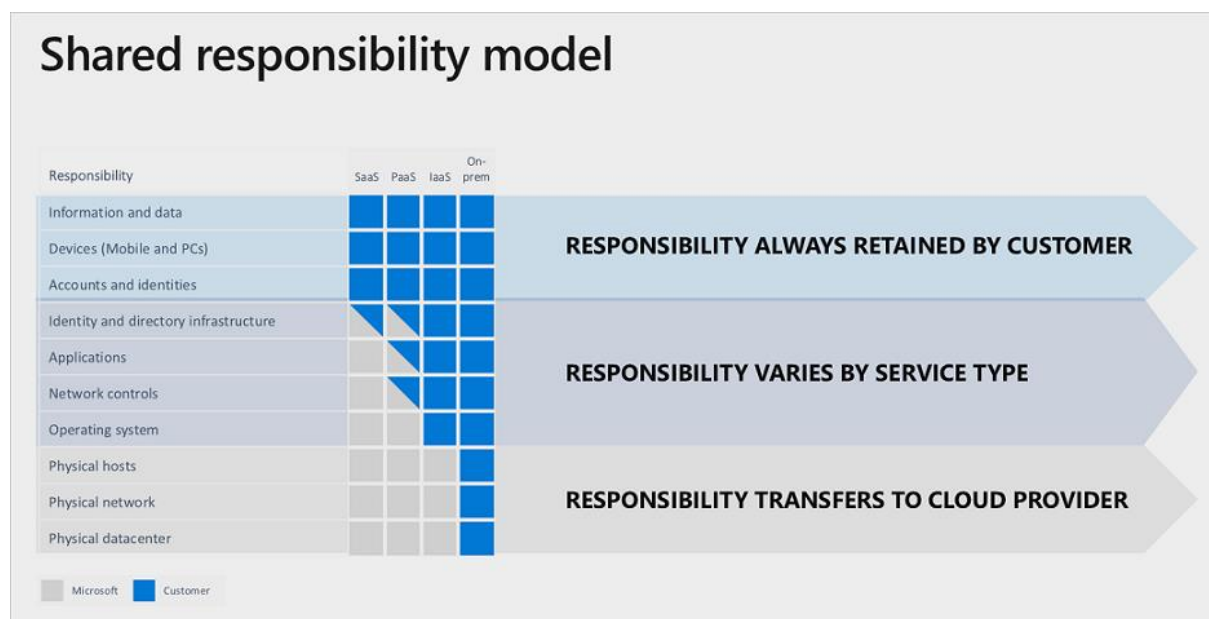 Shared responsibility model
Responsibility SaaS PaaS IaaS On-
prem
Information and data
Devices (Mobile and PCs)
Accounts and identities
RESPONSIBILITY ALWAYS RETAINED BY CUSTOMER
Identity and directory infrastructure
Applications
Network controls
Operating system
RESPONSIBILITY VARIES BY SERVICE TYPE
Physical hosts
Physical network
Physical datacenter
RESPONSIBILITY TRANSFERS TO CLOUD PROVIDER
Microsoft Customer